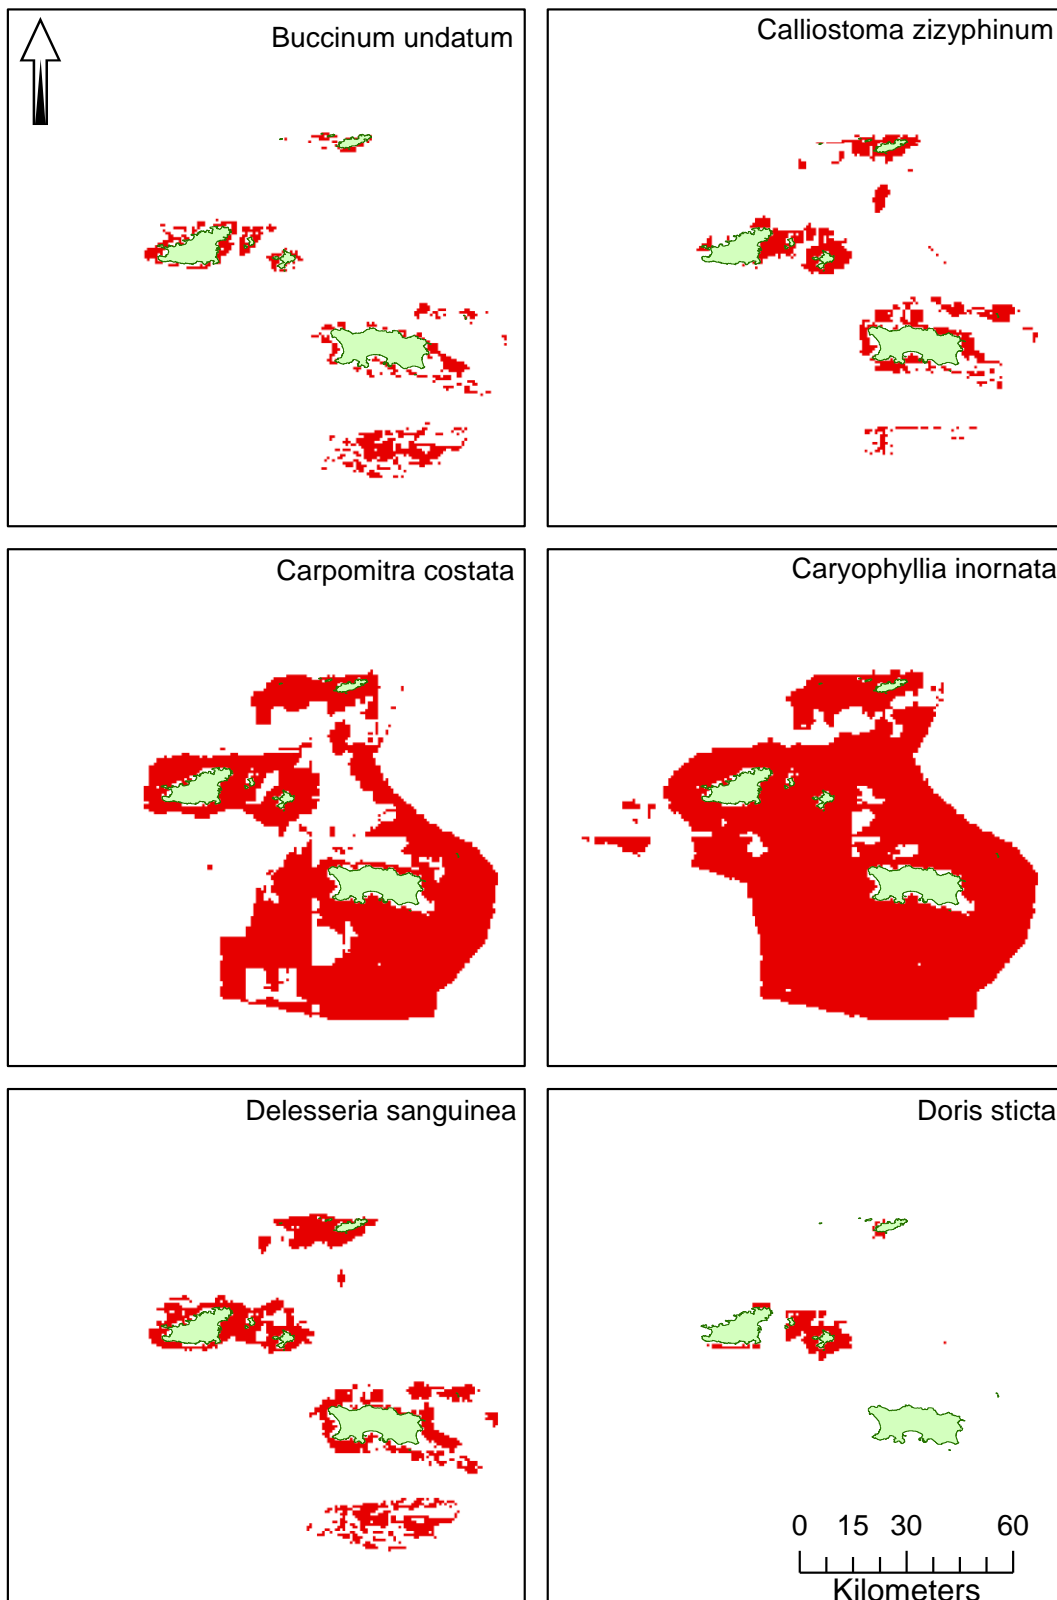 Buccinum undatum
Calliostoma zizyphinum
Carpomitra costata
Caryophyllia inornata
Delesseria sanguinea
Doris sticta
0 15 30 60
Kilometers